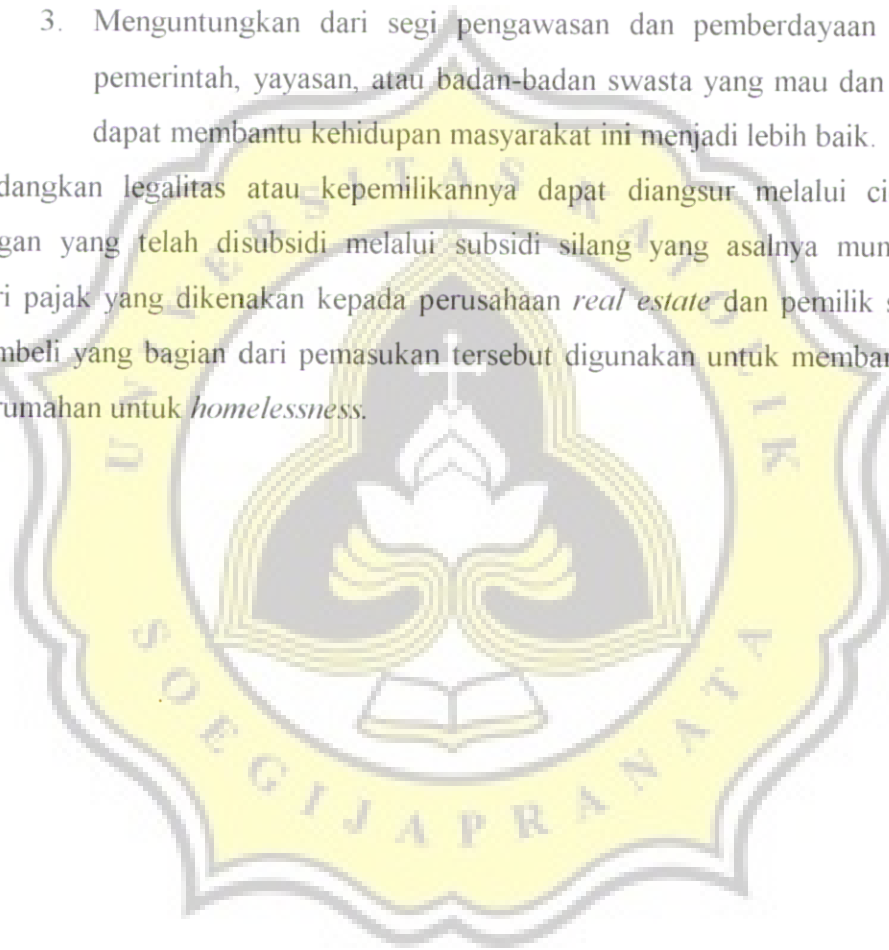 3. Menguntungkan dari segi pengawasan dan pemberdayaan
pemerintah, yayasan, atau badan-badan swasta yang mau dan
dapat membantu kehidupan masyarakat ini menjadi lebih baik.
dangkan legalitas atau kepemilikannya dapat diangsur melalui ci
gan yang telah disubsidi melalui subsidi silang yang asalnya mun
ri pajak yang dikenakan kepada perusahaan real estate dan pemilik s
mbeli yang bagian dari pemasukan tersebut digunakan untuk membar
rumahan untuk homelessness.
UNIVERSITAS KATOLIK
SOEGIJAPRANATA